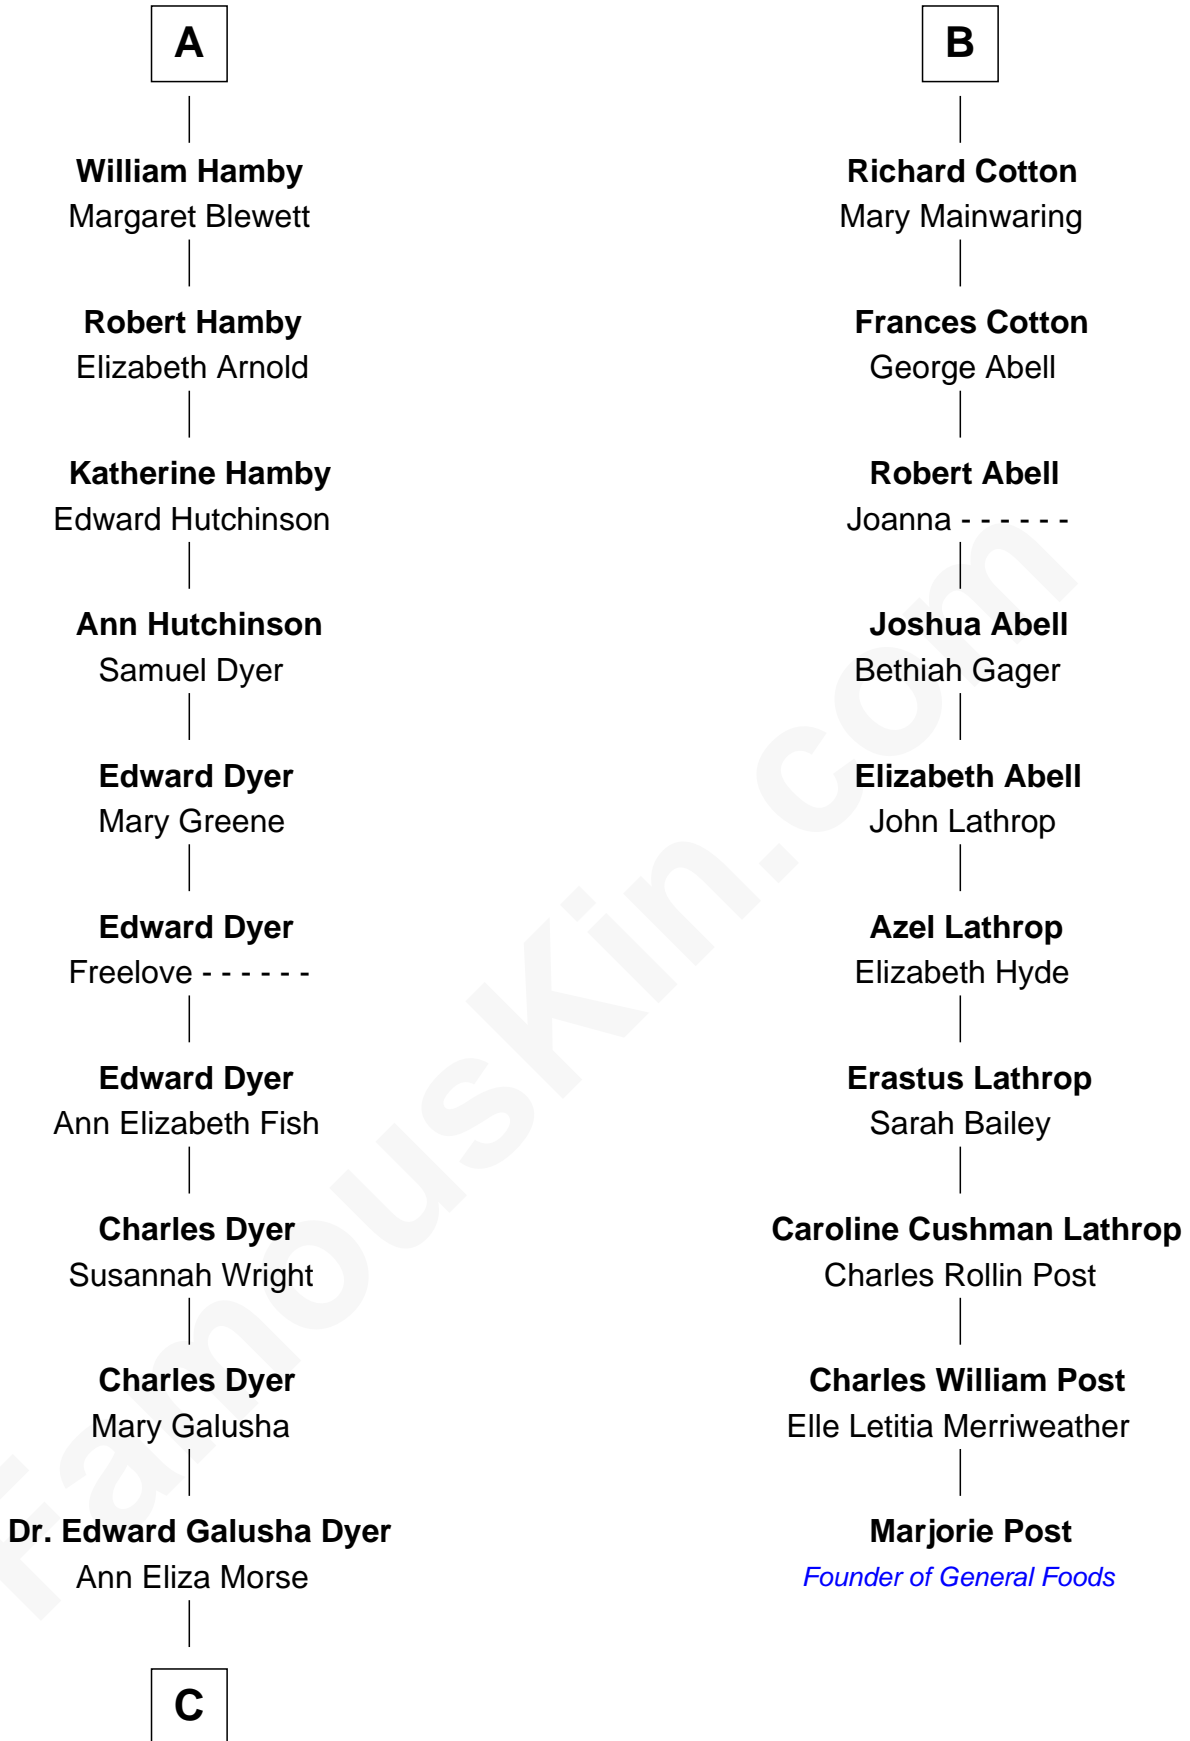 A
William Hamby
Margaret Blewett
Robert Hamby
Elizabeth Arnold
Katherine Hamby
Edward Hutchinson
Ann Hutchinson
Samuel Dyer
Edward Dyer
Mary Greene
Edward Dyer
Freelove - - - - - -
Edward Dyer
Ann Elizabeth Fish
Charles Dyer
Susannah Wright
Charles Dyer
Mary Galusha
Dr. Edward Galusha Dyer
Ann Eliza Morse
C
B
Richard Cotton
Mary Mainwaring
Frances Cotton
George Abell
Robert Abell
Joanna - - - - - -
Joshua Abell
Bethiah Gager
Elizabeth Abell
John Lathrop
Azel Lathrop
Elizabeth Hyde
Erastus Lathrop
Sarah Bailey
Caroline Cushman Lathrop
Charles Rollin Post
Charles William Post
Elle Letitia Merriweather
Marjorie Post
Founder of General Foods
FamousKin.com